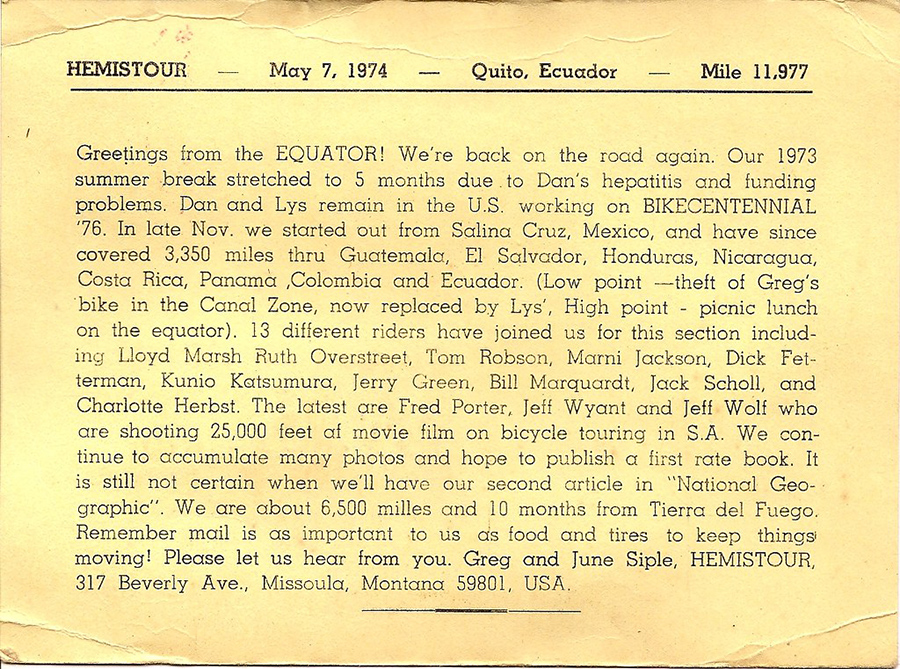 HEMISTOUR — May 7, 1974 — Quito, Ecuador — Mile 11,977
Greetings from the EQUATOR! We're back on the road again. Our 1973
summer break stretched to 5 months due to Dan's hepatitis and funding
problems. Dan and Lys remain in the U.S. working on BIKECENTENNIAL
'76. In late Nov. we started out from Salina Cruz, Mexico, and have since
covered 3,350 miles thru Guatemala, El Salvador, Honduras, Nicaragua,
Costa Rica, Panamà ,Colombia and Ecuador. (Low point —theft of Greg's
bike in the Canal Zone, now replaced by Lys', High point - picnic lunch
on the equator). 13 different riders have joined us for this section includ-
ing Lloyd Marsh Ruth Overstreet, Tom Robson, Marni Jackson, Dick Fet-
terman, Kunio Katsumura, Jerry Green, Bill Marquardt, Jack Scholl, and
Charlotte Herbst. The latest are Fred Porter, Jeff Wyant and Jeff Wolf who
are shooting 25,000 feet af movie film on bicycle touring in S.A. We con-
tinue to accumulate many photos and hope to publish a first rate book. It
is still not certain when we'll have our second article in "National Geo-
graphic". We are about 6,500 milles and 10 months from Tierra del Fuego.
Remember mail is as important to us as food and tires to keep things
moving! Please let us hear from you. Greg and June Siple, HEMISTOUR,
317 Beverly Ave., Missoula, Montana 59801, USA.